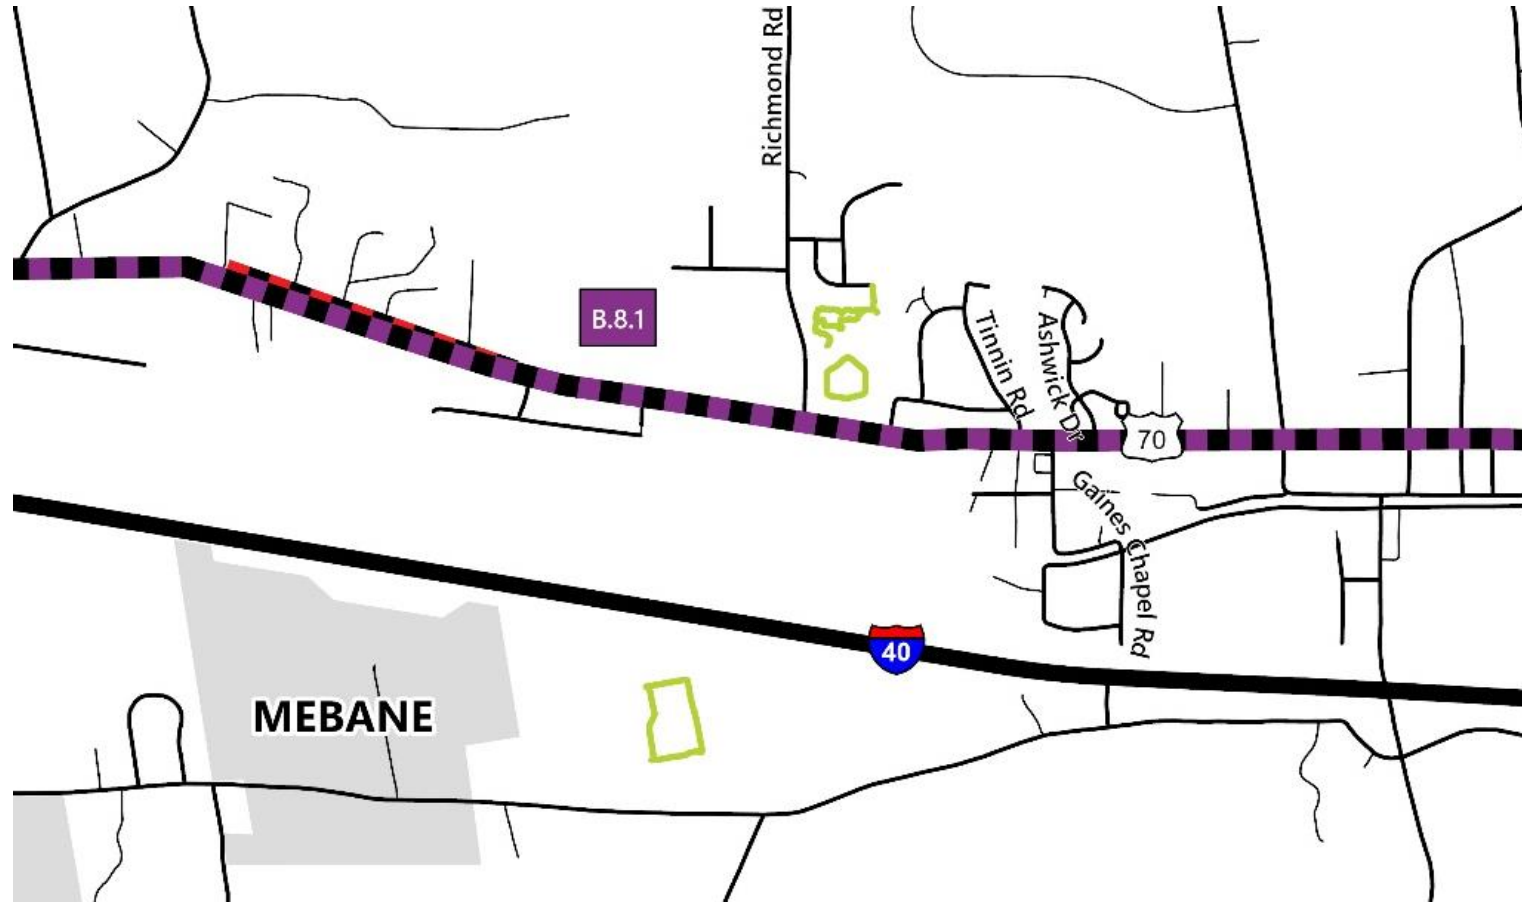 Richmond Rd
B.8.1
Tinnin Rd
Ashwick Dr
70
Gaines Chapel Rd
40
MEBANE